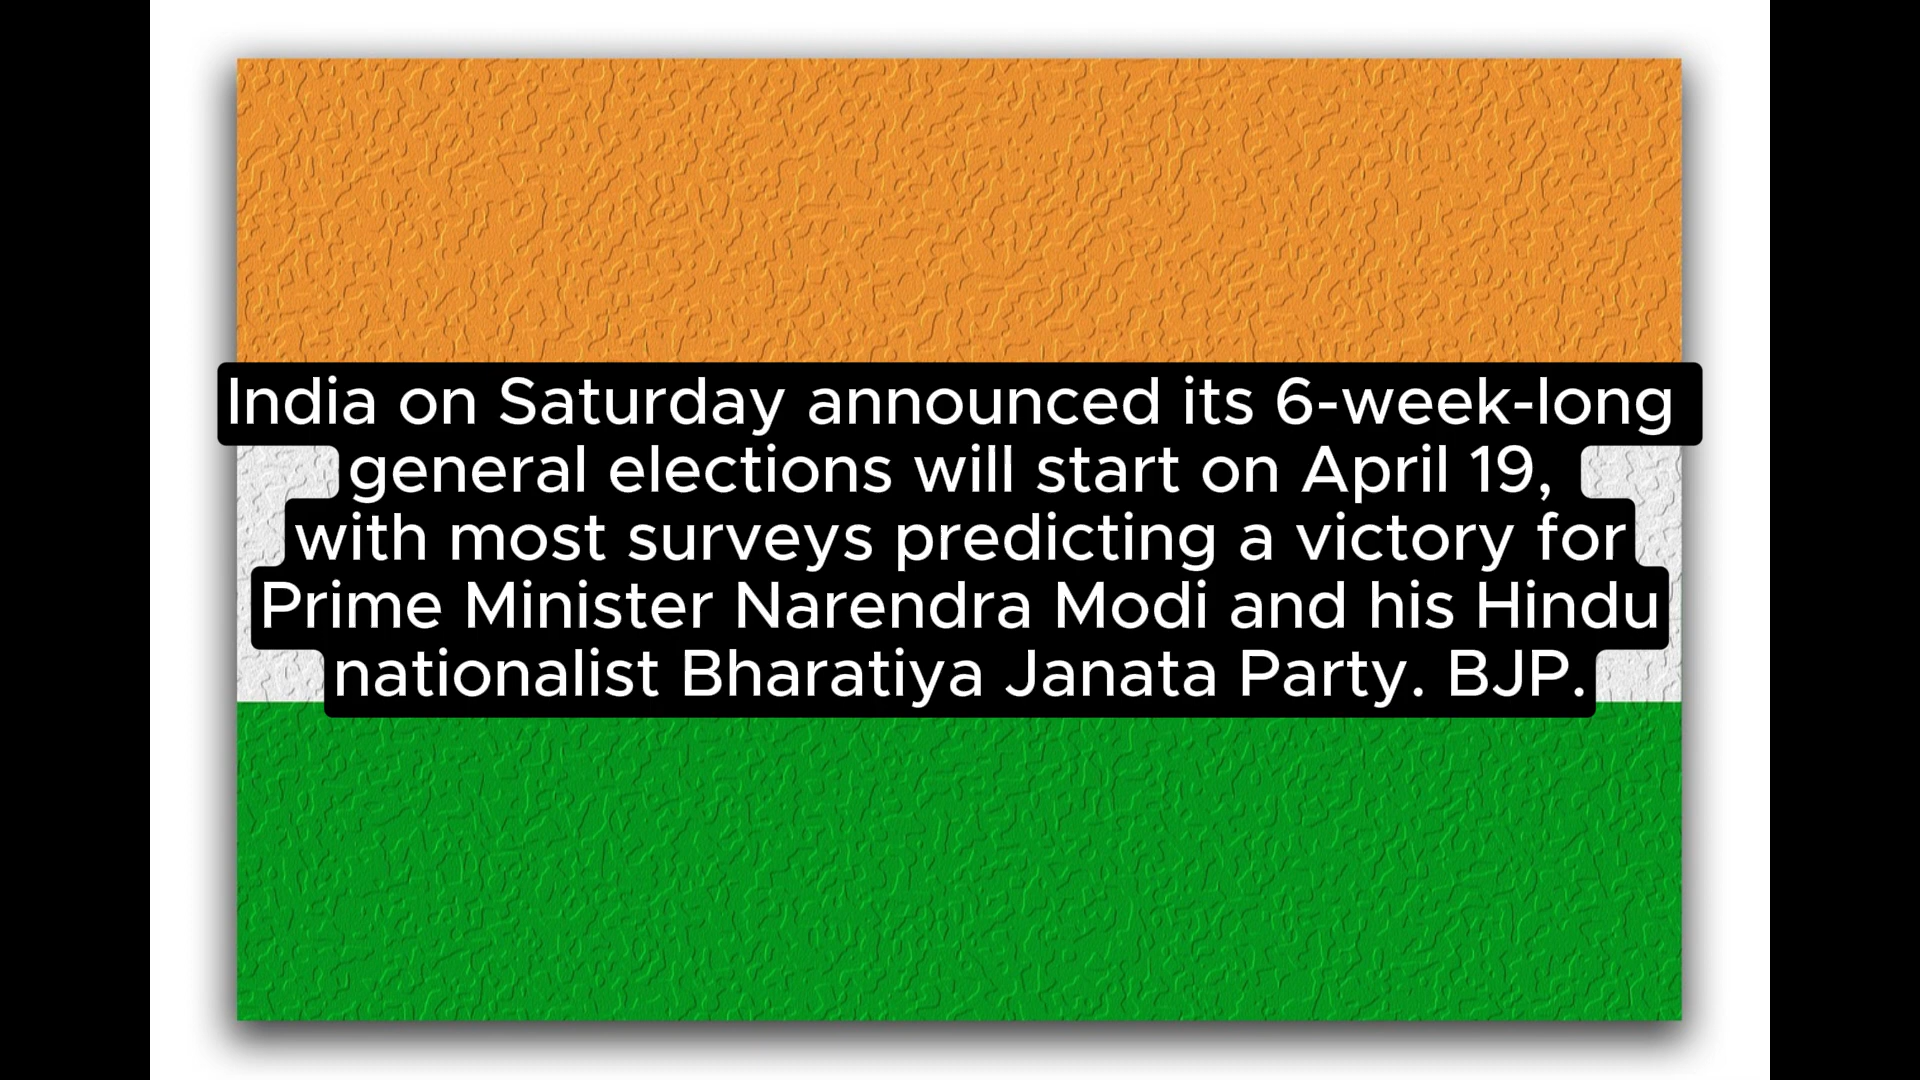 India on Saturday announced its 6-week-long
general elections will start on April 19,
with most surveys predicting a victory for
Prime Minister Narendra Modi and his Hindu
nationalist Bharatiya Janata Party. BJP.